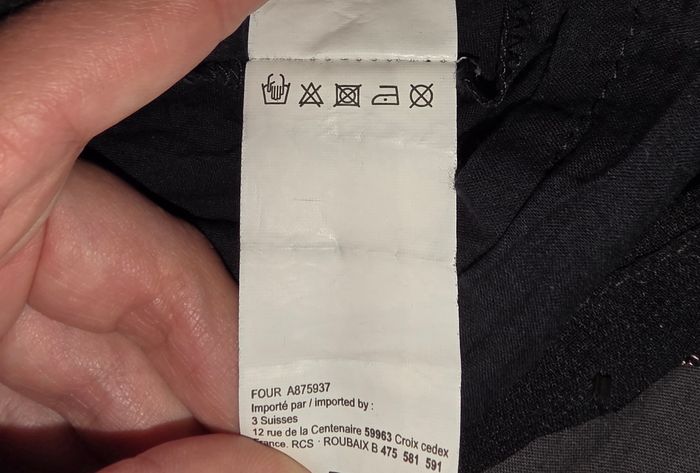 FOUR A875937
Importé par / imported by :
3 Suisses
12 rue de la Centenaire 59963 Croix cedex
France. RCS · ROUBAIX B 475 581 591